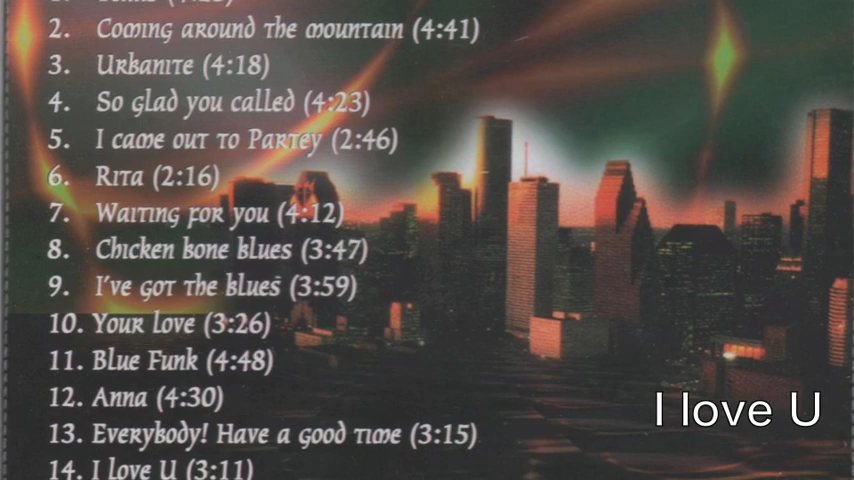 2. Coming around the mountain (4:41)
3. Urbanite (4:18)
4. So glad you called (4:23)
5. I came out to Partey (2:46)
6. Rita (2:16)
7. Waiting for you (4:12)
8. Chicken bone blues (3:47)
9. I've got the blues (3:59)
10. Your love (3:26)
11. Blue Funk (4:48)
12. Anna (4:30)
13. Everybody! Have a good time (3:15)
I love U
14. I love U (3:11)